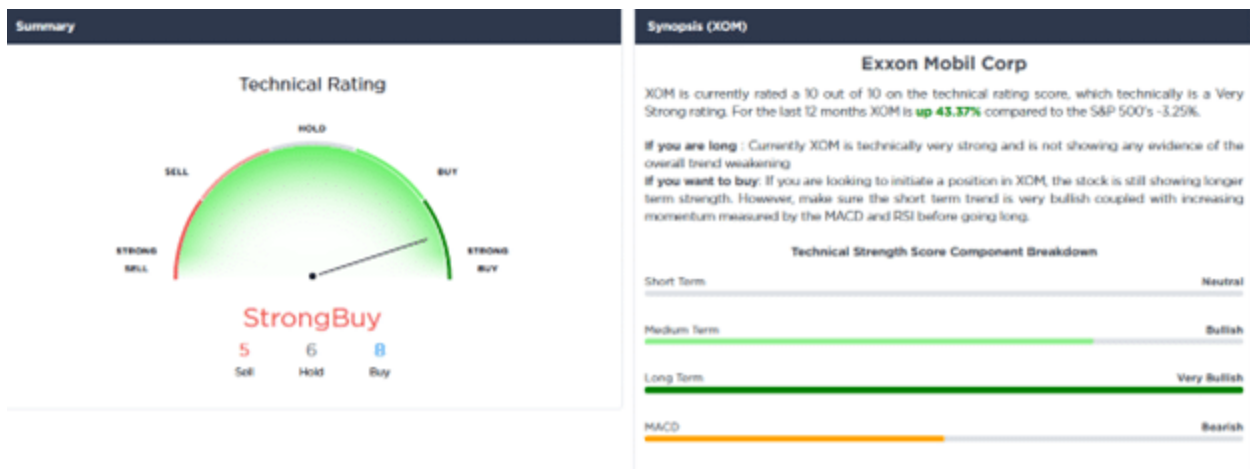 Summary
Technical Rating
HOLD
SELL
BUY
STRONG
SELL
STRONG
BUY
StrongBuy
5 6 8
Sell Hold Buy
Synopsis (XOM)
Exxon Mobil Corp
XOM is currently rated a 10 out of 10 on the technical rating score, which technically is a Very
Strong rating. For the last 12 months XOM is up 43.37% compared to the S&P 500's -3.25%.
If you are long : Currently XOM is technically very strong and is not showing any evidence of the
overall trend weakening
If you want to buy: If you are looking to initiate a position in XOM, the stock is still showing longer
term strength. However, make sure the short term trend is very bullish coupled with increasing
momentum measured by the MACD and RSI before going long.
Technical Strength Score Component Breakdown
Short Term Neutral
Medium Term Bullish
Long Term Very Bullish
MACD Bearish